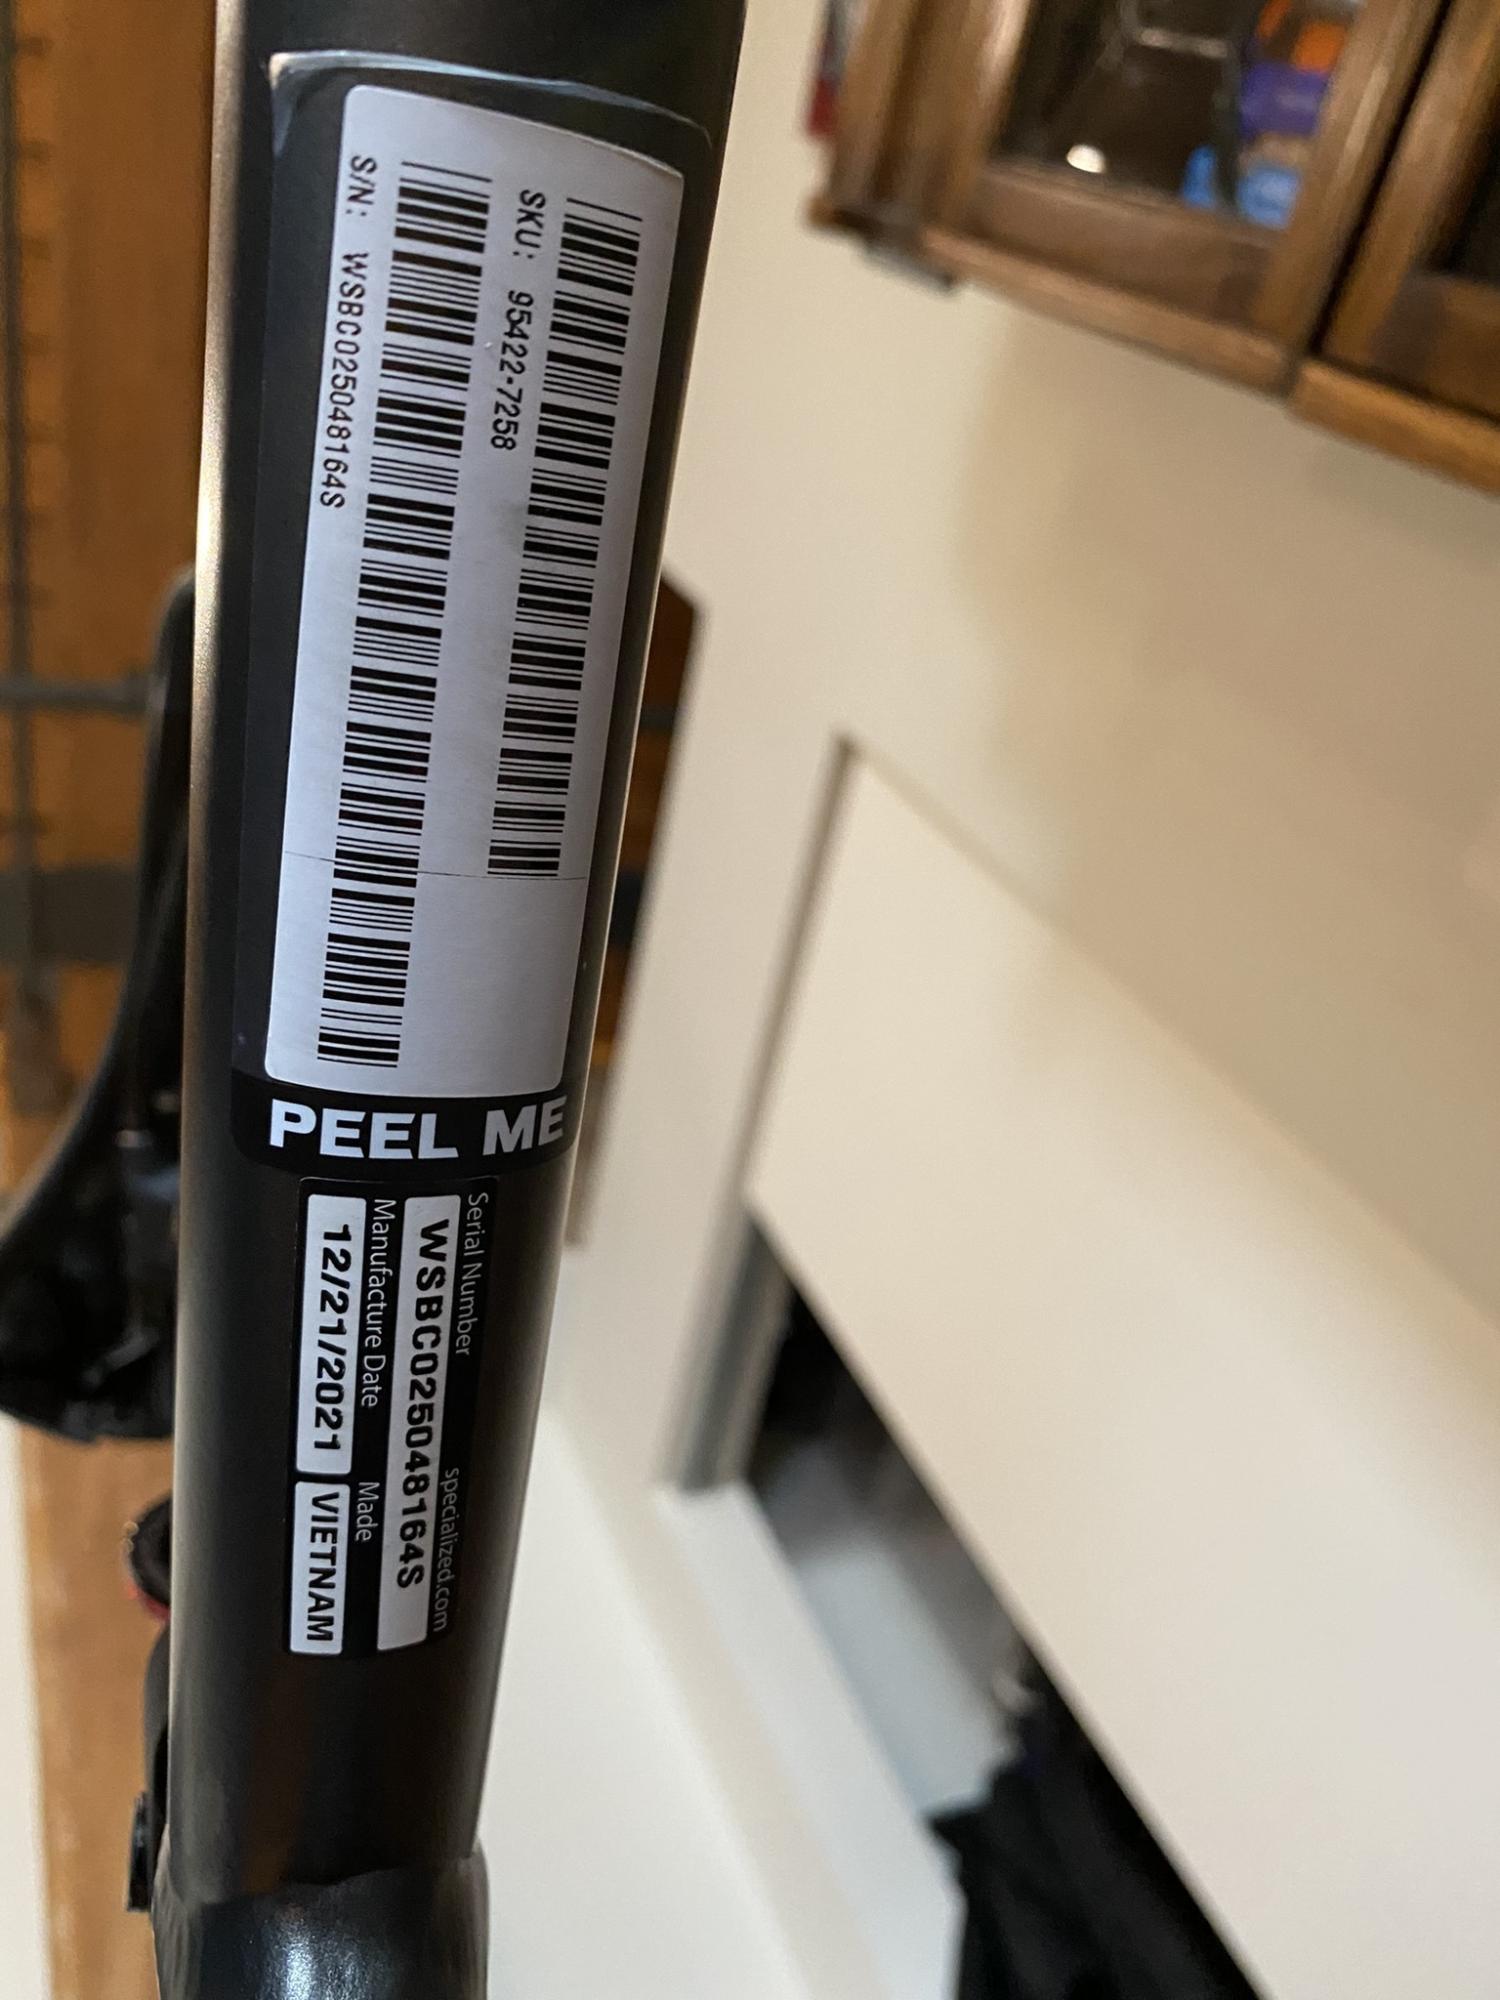 SKU: 95422-7258
S/N: WSBC025048164S
PEEL ME
Serial Number specialized.com
WSBC025048164S
Manufacture Date Made
12/21/2021 VIETNAM